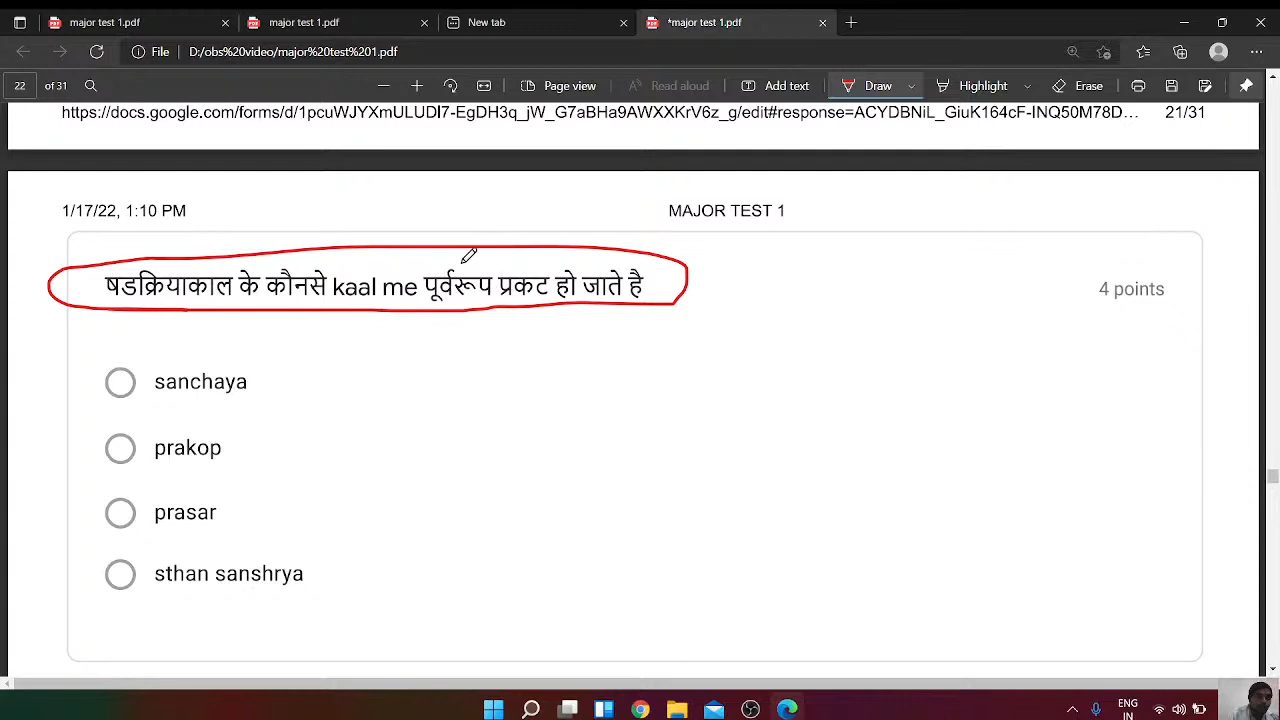 major test 1.pdf
major test 1.pdf
New tab
*major test 1.pdf
File D:/obs%20video/major%20test%201.pdf
22 of 31
Page view
Read aloud
Add text
Draw
Highlight
Erase
https://docs.google.com/forms/d/1pcuWJYXmULUDl7-EgDH3q_jW_G7aBHa9AWXXKrV6z_g/edit#response=ACYDBNiL_GiuK164cF-INQ50M78D... 21/31
1/17/22, 1:10 PM MAJOR TEST 1
षडक्रियाकाल के कौनसे kaal me पूर्वरूप प्रकट हो जाते है 4 points
sanchaya
prakop
prasar
sthan sanshrya
ENG
IN